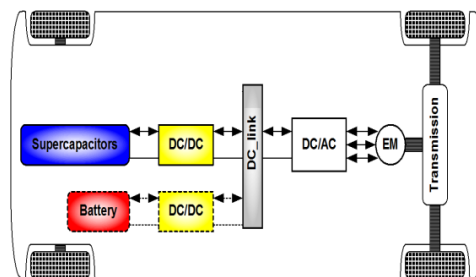 Supercapacitors
DC/DC
DC_link
DC/AC
EM
Transmission
Battery
DC/DC